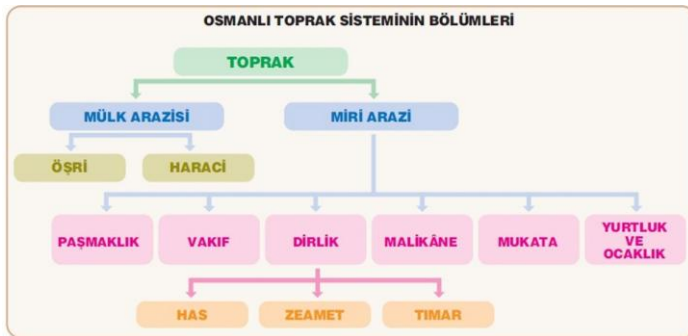 OSMANLI TOPRAK SİSTEMİNİN BÖLÜMLERİ
TOPRAK
MÜLK ARAZİSİ
MİRİ ARAZİ
ÖŞRİ
HARACİ
PAŞMAKLIK
VAKIF
DİRLİK
MALİKÂNE
MUKATA
YURTLUK
VE
OCAKLIK
HAS
ZEAMET
TIMAR